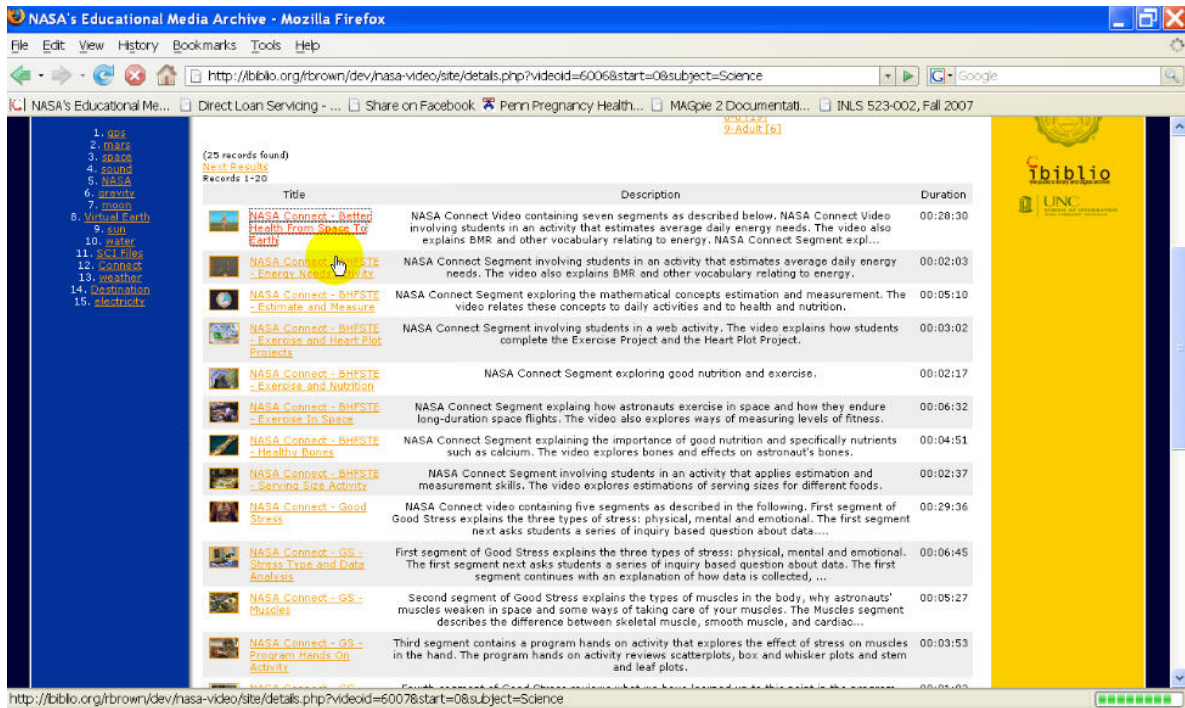 NASA's Educational Media Archive - Mozilla Firefox
File Edit View History Bookmarks Tools Help
http://ibiblio.org/rbrown/dev/nasa-video/site/details.php?videoid=6006&start=0&subject=Science
Google
NASA's Educational Me... Direct Loan Servicing - ... Share on Facebook Penn Pregnancy Health... MAGpie 2 Documentati... INLS 523-002, Fall 2007
1. gps
2. mars
3. space
4. sound
5. NASA
6. gravity
7. moon
8. Virtual Earth
9. sun
10. water
11. SCI Files
12. Connect
13. weather
14. Destination
15. electricity
9-Adult [6]
(25 records found)
Next Results
Records 1-20
Title Description Duration
NASA Connect - Better Health From Space To Earth
NASA Connect Video containing seven segments as described below. NASA Connect Video
involving students in an activity that estimates average daily energy needs. The video also
explains BMR and other vocabulary relating to energy. NASA Connect Segment expl...
00:28:30
NASA Connect - BHFSTE
- Energy Needs Activity
NASA Connect Segment involving students in an activity that estimates average daily energy
needs. The video also explains BMR and other vocabulary relating to energy.
00:02:03
NASA Connect - BHFSTE
- Estimate and Measure
NASA Connect Segment exploring the mathematical concepts estimation and measurement. The
video relates these concepts to daily activities and to health and nutrition.
00:05:10
NASA Connect - BHFSTE
- Exercise and Heart Plot
Projects
NASA Connect Segment involving students in a web activity. The video explains how students
complete the Exercise Project and the Heart Plot Project.
00:03:02
NASA Connect - BHFSTE
- Exercise and Nutrition
NASA Connect Segment exploring good nutrition and exercise.
00:02:17
NASA Connect - BHFSTE
- Exercise In Space
NASA Connect Segment explaing how astronauts exercise in space and how they endure
long-duration space flights. The video also explores ways of measuring levels of fitness.
00:06:32
NASA Connect - BHFSTE
- Healthy Bones
NASA Connect Segment explaining the importance of good nutrition and specifically nutrients
such as calcium. The video explores bones and effects on astronaut's bones.
00:04:51
NASA Connect - BHFSTE
- Serving Size Activity
NASA Connect Segment involving students in an activity that applies estimation and
measurement skills. The video explores estimations of serving sizes for different foods.
00:02:37
NASA Connect - Good
Stress
NASA Connect video containing five segments as described in the following. First segment of
Good Stress explains the three types of stress: physical, mental and emotional. The first segment
next asks students a series of inquiry based question about data....
00:29:36
NASA Connect - GS -
Stress Type and Data
Analysis
First segment of Good Stress explains the three types of stress: physical, mental and emotional.
The first segment next asks students a series of inquiry based question about data. The first
segment continues with an explanation of how data is collected, ...
00:06:45
NASA Connect - GS -
Muscles
Second segment of Good Stress explains the types of muscles in the body, why astronauts'
muscles weaken in space and some ways of taking care of your muscles. The Muscles segment
describes the difference between skeletal muscle, smooth muscle, and cardiac...
00:05:27
NASA Connect - GS -
Program Hands On
Activity
Third segment contains a program hands on activity that explores the effect of stress on muscles
in the hand. The program hands on activity reviews scatterplots, box and whisker plots and stem
and leaf plots.
00:03:53
ibiblio
UNC
http://ibiblio.org/rbrown/dev/nasa-video/site/details.php?videoid=6007&start=0&subject=Science